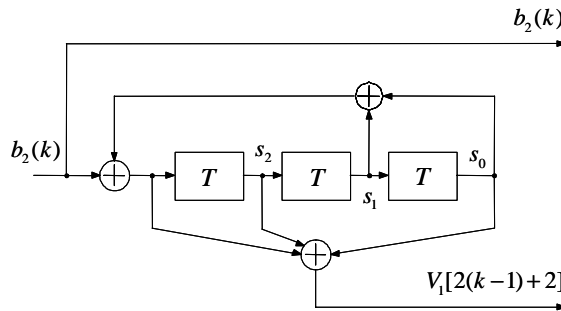 b₂(k)
b₂(k)
s₂
s₀
T
T
T
s₁
V₁[2(k−1)+2]